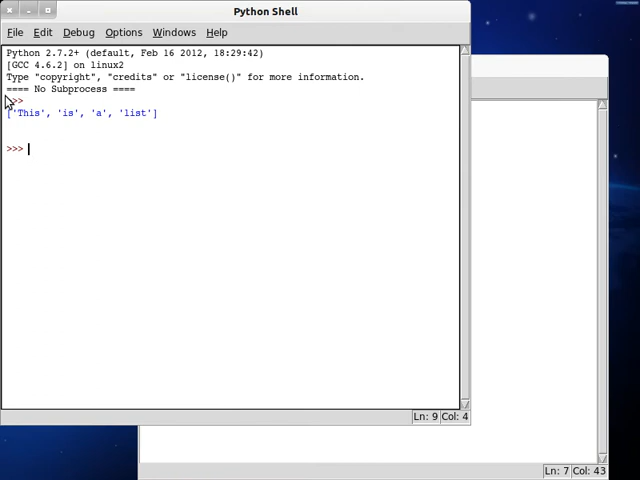 Python Shell
File Edit Debug Options Windows Help
Python 2.7.2+ (default, Feb 16 2012, 18:29:42)
[GCC 4.6.2] on linux2
Type "copyright", "credits" or "license()" for more information.
==== No Subprocess ====
>>>
['This', 'is', 'a', 'list']
>>>
Ln: 9 Col: 4
Ln: 7 Col: 43